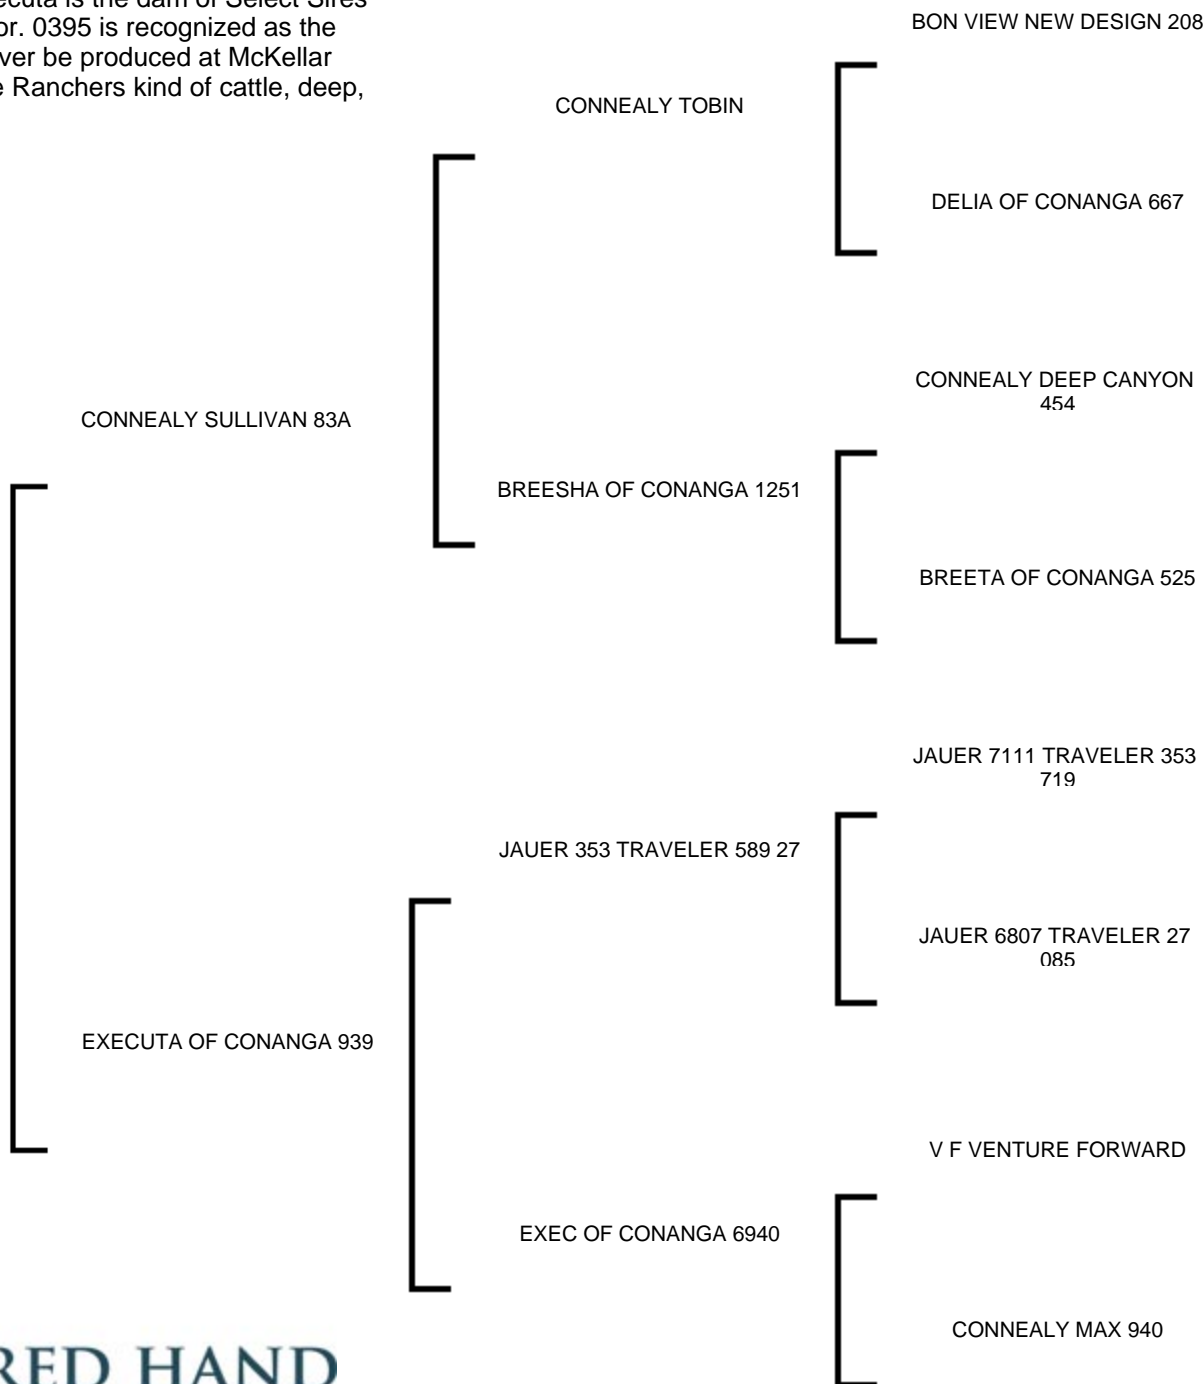 ecuta is the dam of Select Sires
or. 0395 is recognized as the
ver be produced at McKellar
e Ranchers kind of cattle, deep,
BON VIEW NEW DESIGN 208
CONNEALY TOBIN
DELIA OF CONANGA 667
CONNEALY DEEP CANYON
454
CONNEALY SULLIVAN 83A
BREESHA OF CONANGA 1251
BREETA OF CONANGA 525
JAUER 7111 TRAVELER 353
719
JAUER 353 TRAVELER 589 27
JAUER 6807 TRAVELER 27
085
EXECUTA OF CONANGA 939
V F VENTURE FORWARD
EXEC OF CONANGA 6940
CONNEALY MAX 940
RED HAND